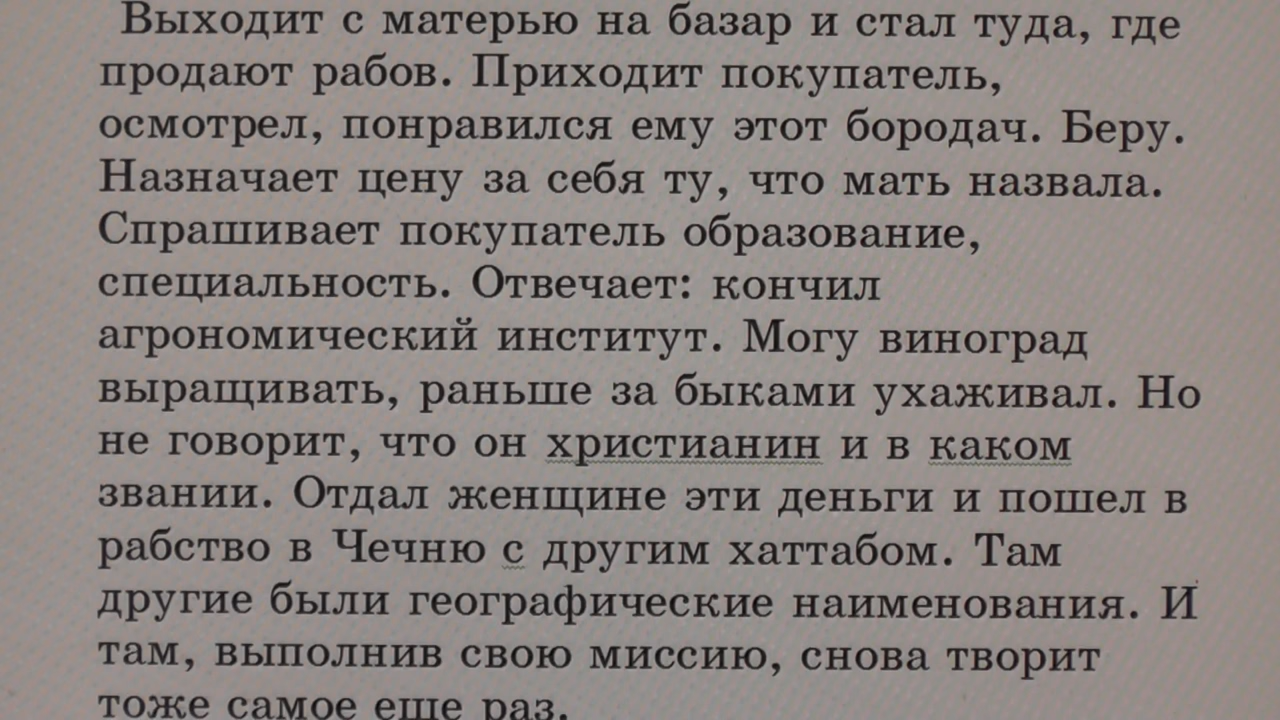 Выходит с матерью на базар и стал туда, где
продают рабов. Приходит покупатель,
осмотрел, понравился ему этот бородач. Беру.
Назначает цену за себя ту, что мать назвала.
Спрашивает покупатель образование,
специальность. Отвечает: кончил
агрономический институт. Могу виноград
выращивать, раньше за быками ухаживал. Но
не говорит, что он христианин и в каком
звании. Отдал женщине эти деньги и пошел в
рабство в Чечню с другим хаттабом. Там
другие были географические наименования. И
там, выполнив свою миссию, снова творит
тоже самое еще раз.